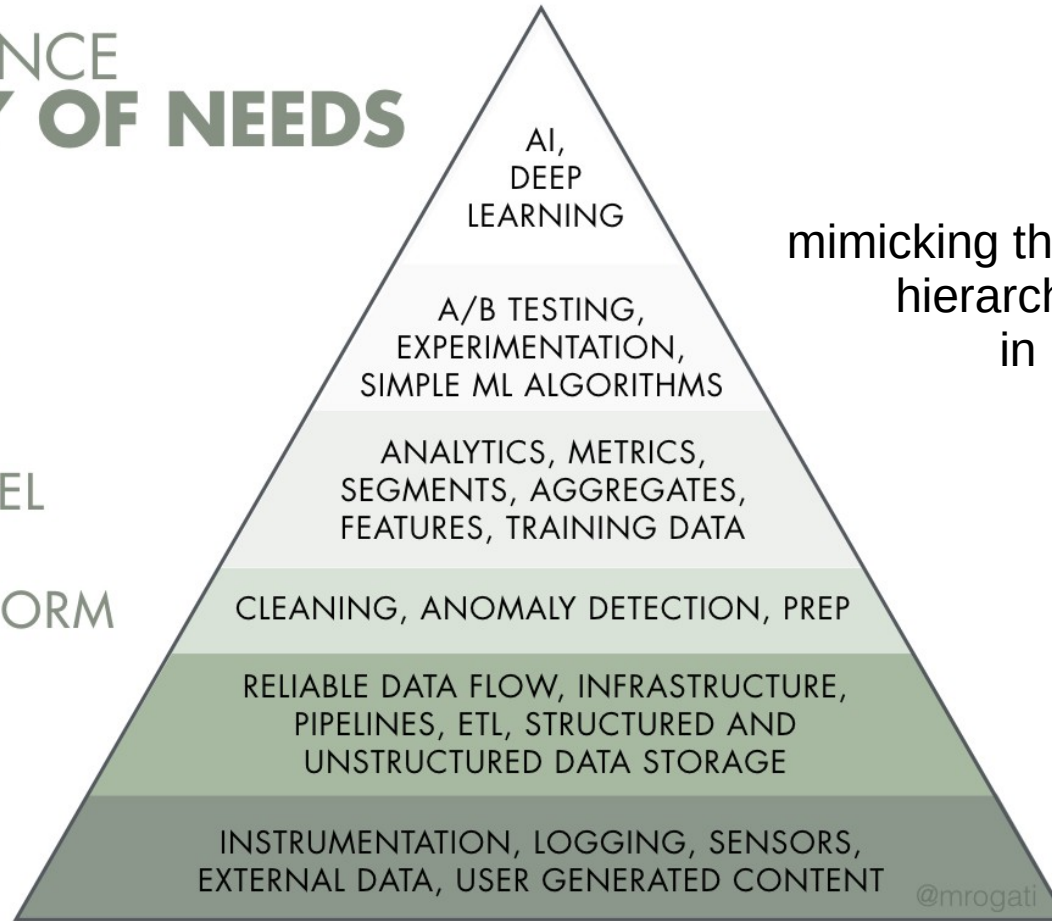 NCE
Y OF NEEDS
AI,
DEEP
LEARNING
mimicking th
hierarch
in
A/B TESTING,
EXPERIMENTATION,
SIMPLE ML ALGORITHMS
ANALYTICS, METRICS,
SEGMENTS, AGGREGATES,
FEATURES, TRAINING DATA
EL
ORM
CLEANING, ANOMALY DETECTION, PREP
RELIABLE DATA FLOW, INFRASTRUCTURE,
PIPELINES, ETL, STRUCTURED AND
UNSTRUCTURED DATA STORAGE
INSTRUMENTATION, LOGGING, SENSORS,
EXTERNAL DATA, USER GENERATED CONTENT
@mrogati